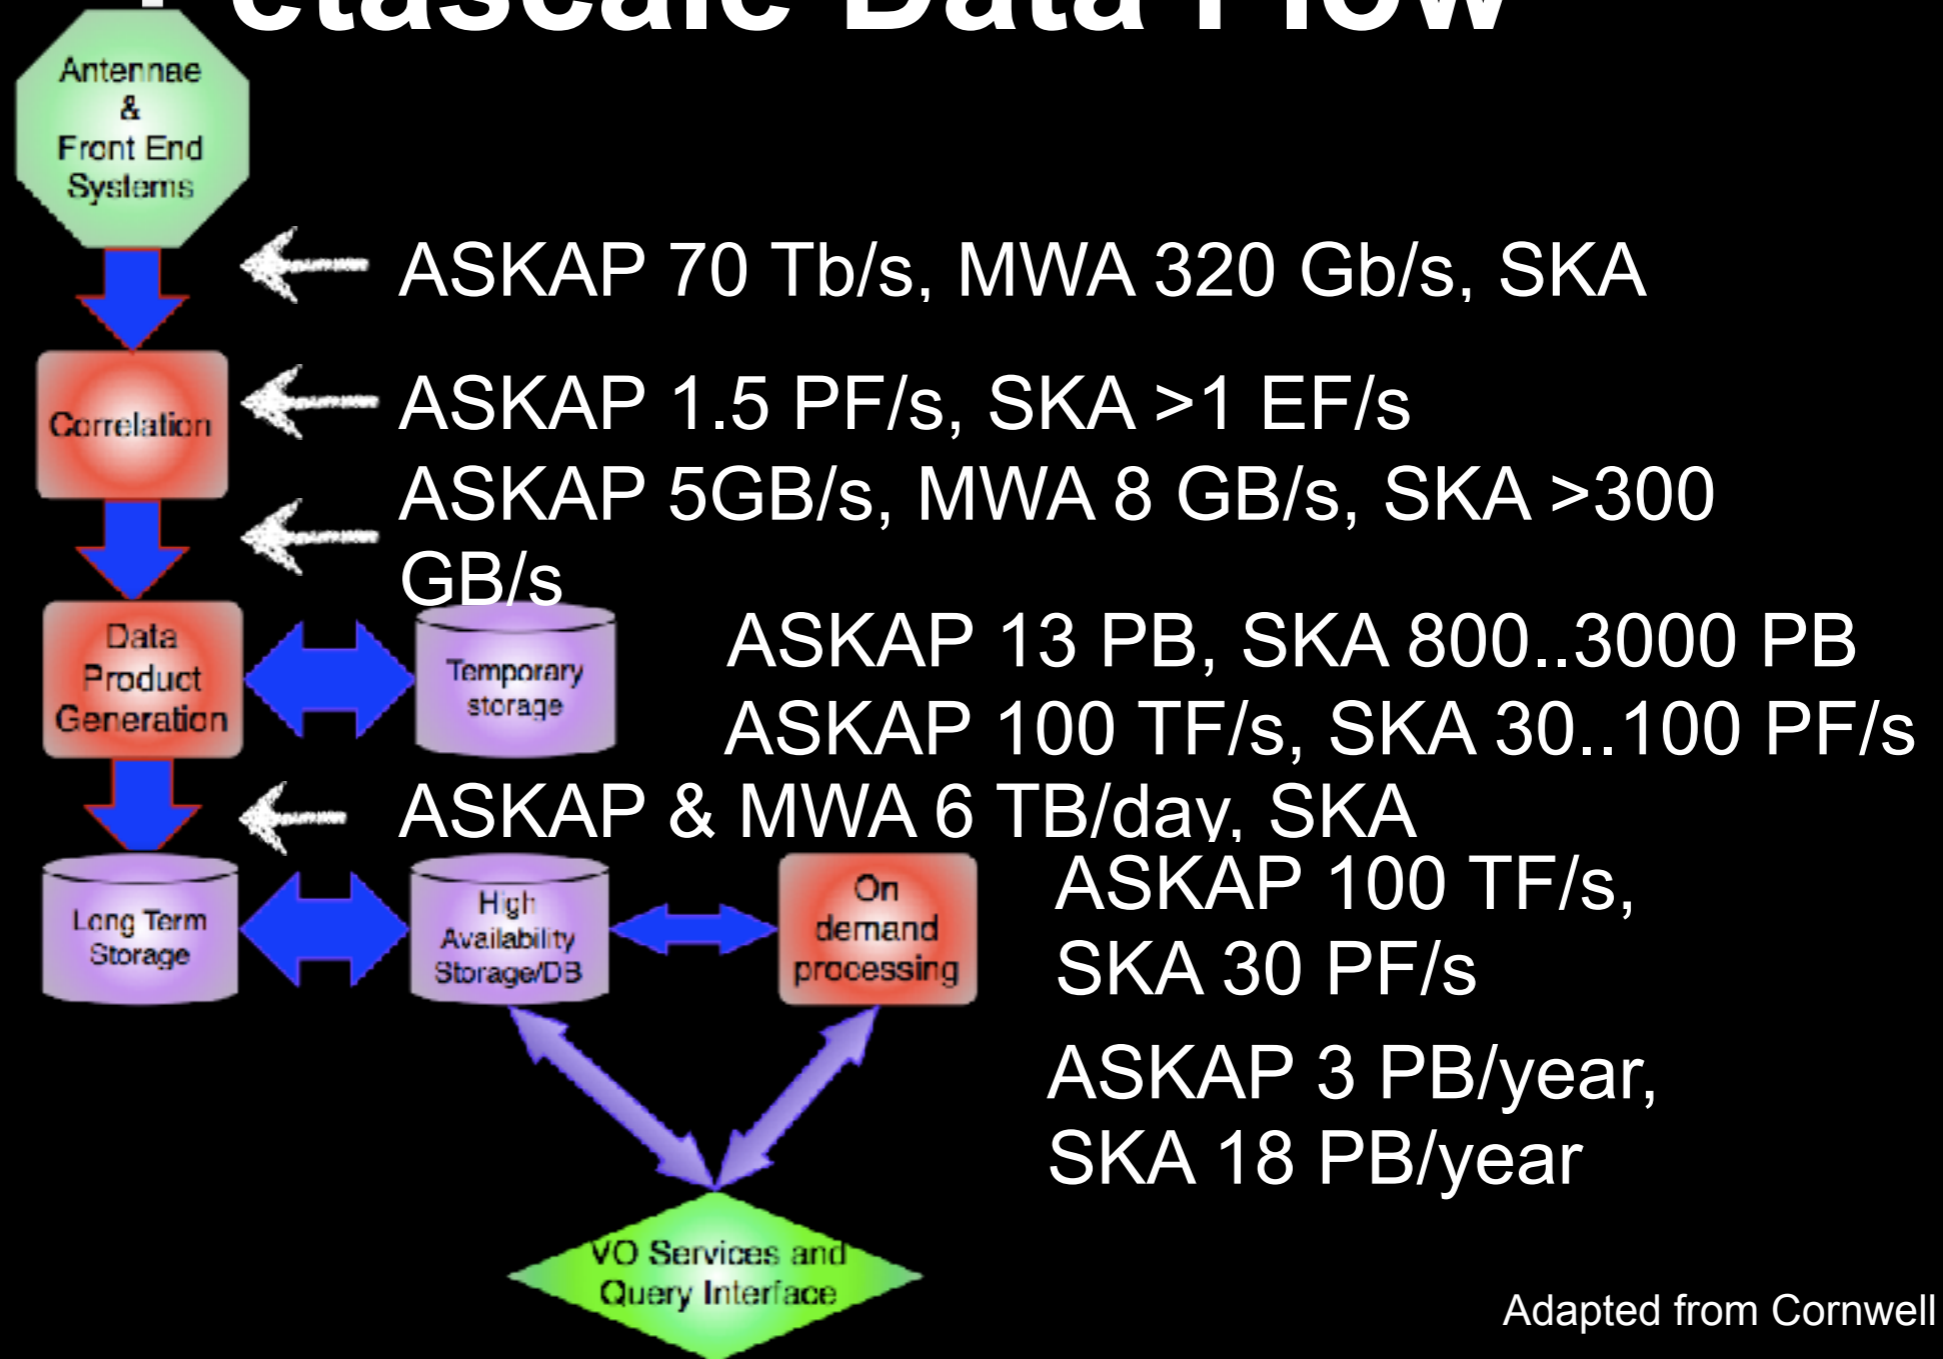 Petascale Data Flow
Antennae
&
Front End
Systems
ASKAP 70 Tb/s, MWA 320 Gb/s, SKA
Correlation
ASKAP 1.5 PF/s, SKA >1 EF/s
ASKAP 5GB/s, MWA 8 GB/s, SKA >300
GB/s
Data
Product
Generation
Temporary
storage
ASKAP 13 PB, SKA 800..3000 PB
ASKAP 100 TF/s, SKA 30..100 PF/s
ASKAP & MWA 6 TB/day, SKA
Long Term
Storage
High
Availability
Storage/DB
On
demand
processing
ASKAP 100 TF/s,
SKA 30 PF/s
ASKAP 3 PB/year,
SKA 18 PB/year
VO Services and
Query Interface
Adapted from Cornwell